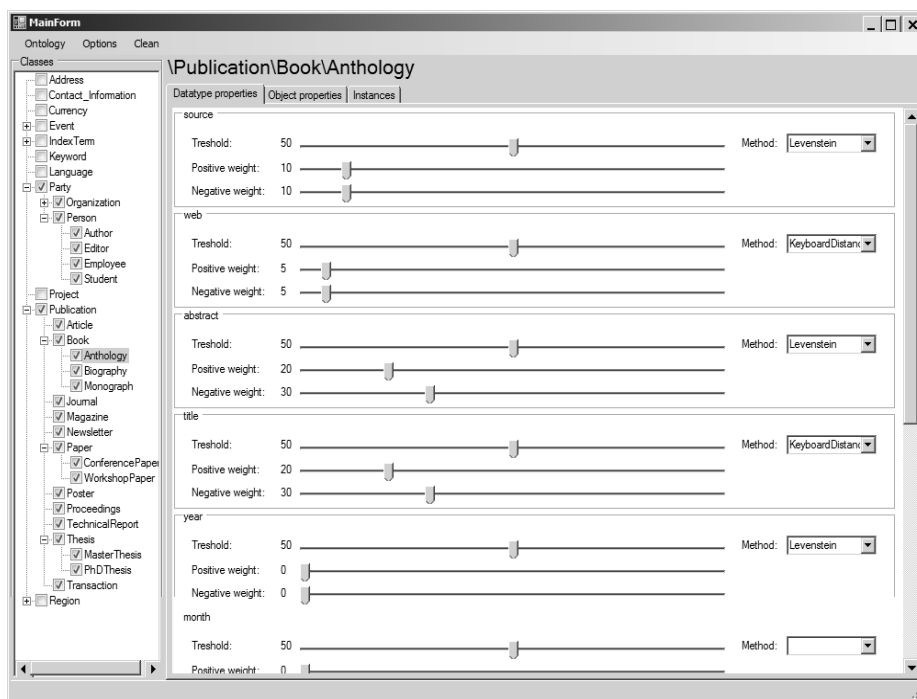 MainForm
Ontology Options Clean
Classes
Address
Contact_Information
Currency
Event
IndexTerm
Keyword
Language
Party
Organization
Person
Author
Editor
Employee
Student
Project
Publication
Article
Book
Anthology
Biography
Monograph
Journal
Magazine
Newsletter
Paper
ConferencePape
WorkshopPaper
Poster
Proceedings
TechnicalReport
Thesis
MasterThesis
PhDThesis
Transaction
Region
\Publication\Book\Anthology
Datatype properties Object properties Instances
source
Treshold: 50 Method: Levenstein
Positive weight: 10
Negative weight: 10
web
Treshold: 50 Method: KeyboardDistanc
Positive weight: 5
Negative weight: 5
abstract
Treshold: 50 Method: Levenstein
Positive weight: 20
Negative weight: 30
title
Treshold: 50 Method: KeyboardDistanc
Positive weight: 20
Negative weight: 30
year
Treshold: 50 Method: Levenstein
Positive weight: 0
Negative weight: 0
month
Treshold: 50 Method:
Positive weight: 0